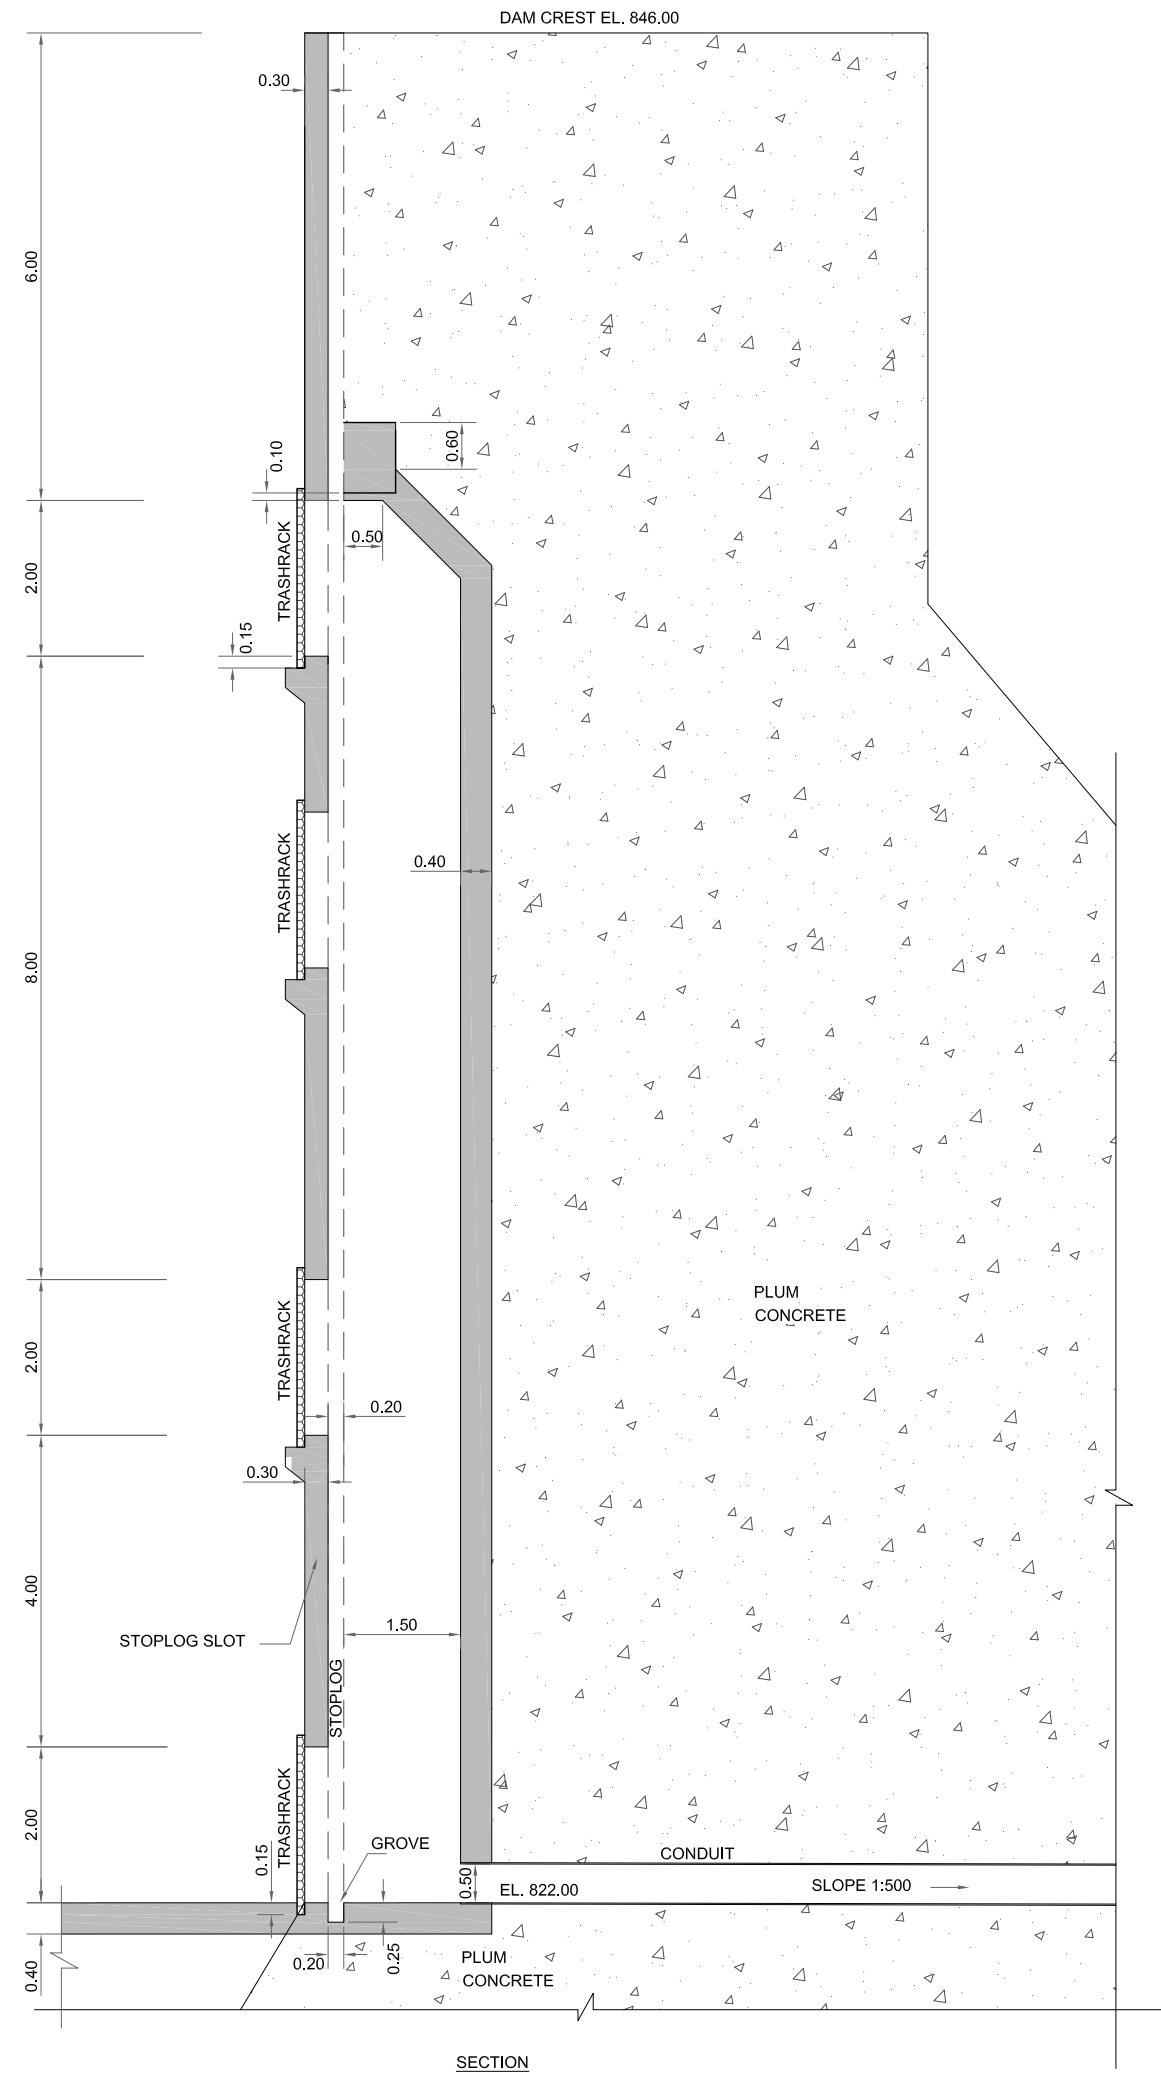 DAM CREST EL. 846.00
0.30
6.00
0.60
0.10
TRASHRACK
0.50
2.00
0.15
TRASHRACK
0.40
8.00
PLUM
CONCRETE
TRASHRACK
2.00
0.20
0.30
4.00
1.50
STOPLOG SLOT
STOPLOG
TRASHRACK
2.00
GROVE
0.15
CONDUIT
0.50
EL. 822.00
SLOPE 1:500
0.20
0.25
PLUM
CONCRETE
0.40
SECTION